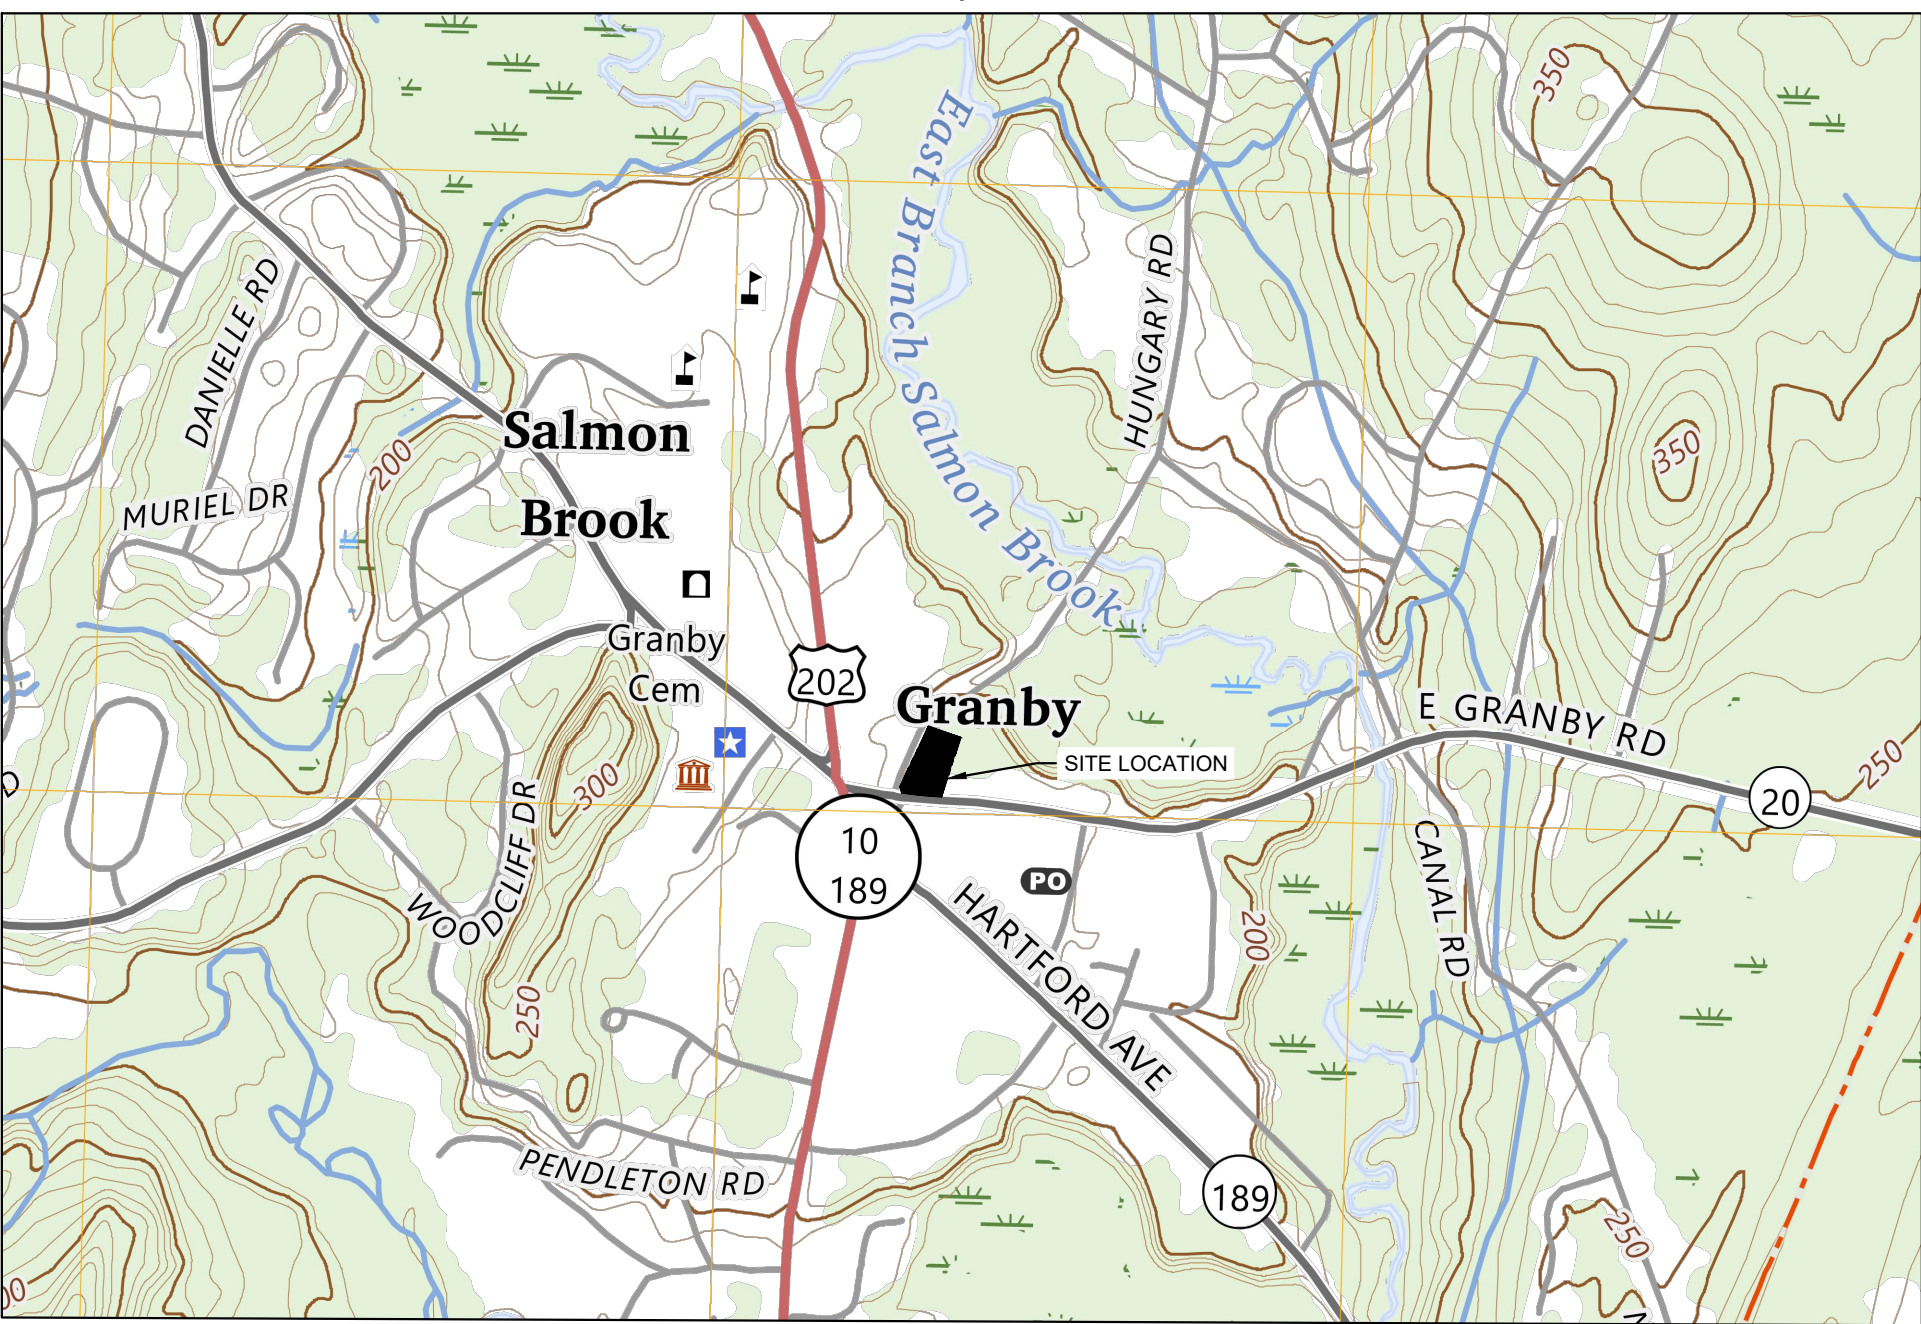 350
East Branch Salmon Brook
HUNGARY RD
DANIELLE RD
Salmon
Brook
200
350
MURIEL DR
Granby
Cem
202
Granby
SITE LOCATION
E GRANBY RD
250
20
300
10
189
PO
WOODCLIFF DR
HARTFORD AVE
CANAL RD
200
250
PENDLETON RD
189
250